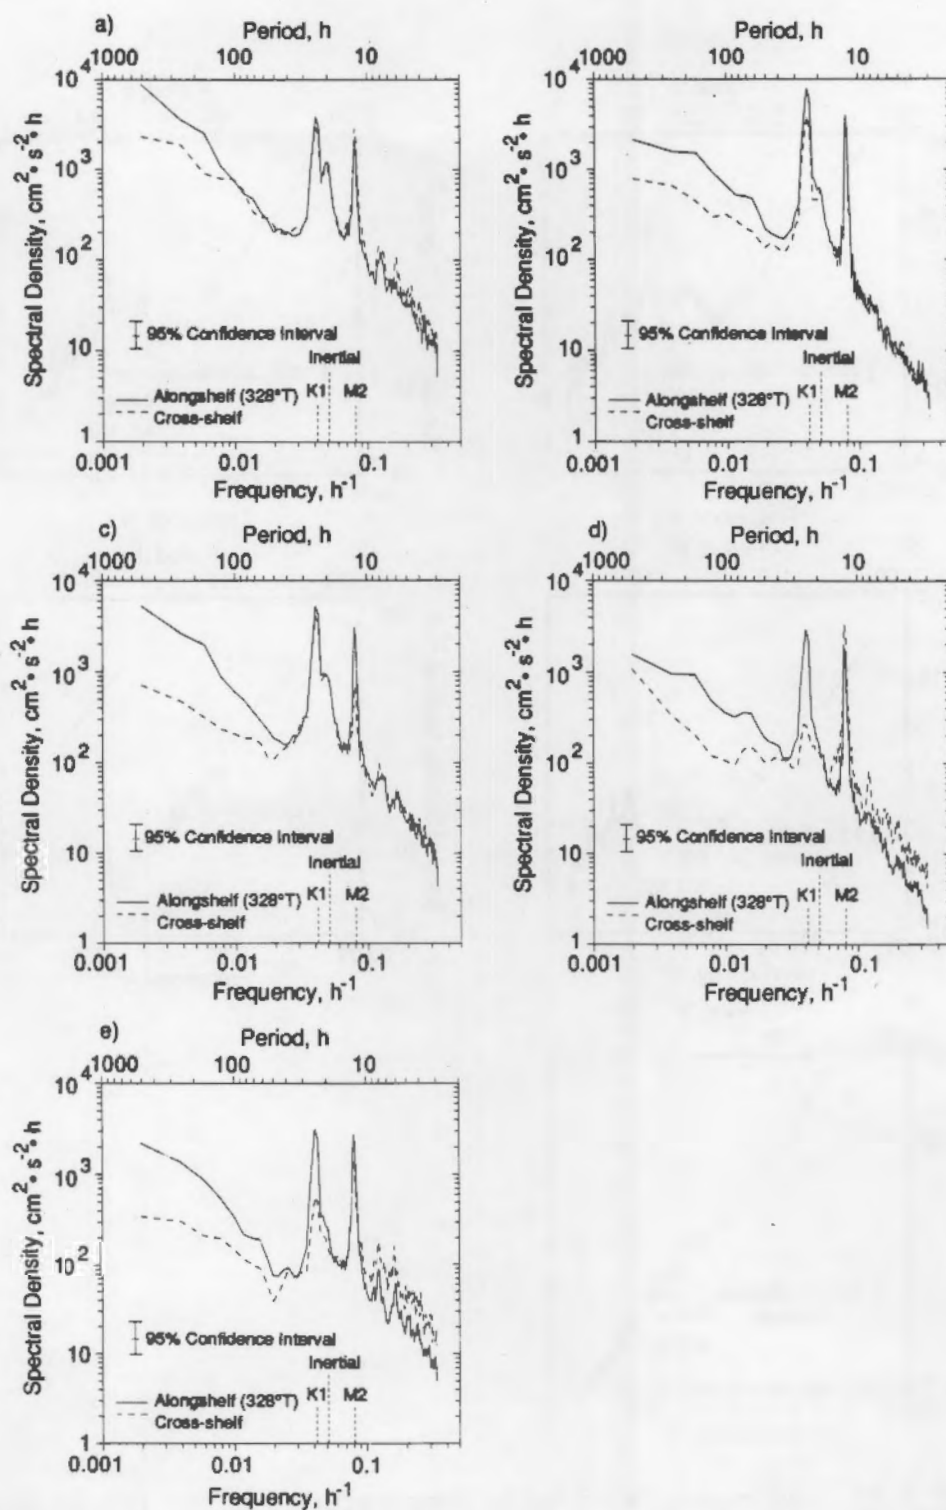 a)
Period, h
1000 100 10
Spectral Density, cm²•s⁻²•h
10⁴
10³
10²
10
1
95% Confidence Interval
Inertial
K1 M2
Alongshelf (328°T)
Cross-shelf
0.001 0.01 0.1
Frequency, h⁻¹
Period, h
1000 100 10
Spectral Density, cm²•s⁻²•h
10⁴
10³
10²
10
1
95% Confidence Interval
Inertial
K1 M2
Alongshelf (328°T)
Cross-shelf
0.001 0.01 0.1
Frequency, h⁻¹
c)
Period, h
1000 100 10
Spectral Density, cm²•s⁻²•h
10⁴
10³
10²
10
1
95% Confidence Interval
Inertial
K1 M2
Alongshelf (328°T)
Cross-shelf
0.001 0.01 0.1
Frequency, h⁻¹
d)
Period, h
1000 100 10
Spectral Density, cm²•s⁻²•h
10⁴
10³
10²
10
1
95% Confidence Interval
Inertial
K1 M2
Alongshelf (328°T)
Cross-shelf
0.001 0.01 0.1
Frequency, h⁻¹
e)
Period, h
1000 100 10
Spectral Density, cm²•s⁻²•h
10⁴
10³
10²
10
1
95% Confidence Interval
Inertial
K1 M2
Alongshelf (328°T)
Cross-shelf
0.001 0.01 0.1
Frequency, h⁻¹